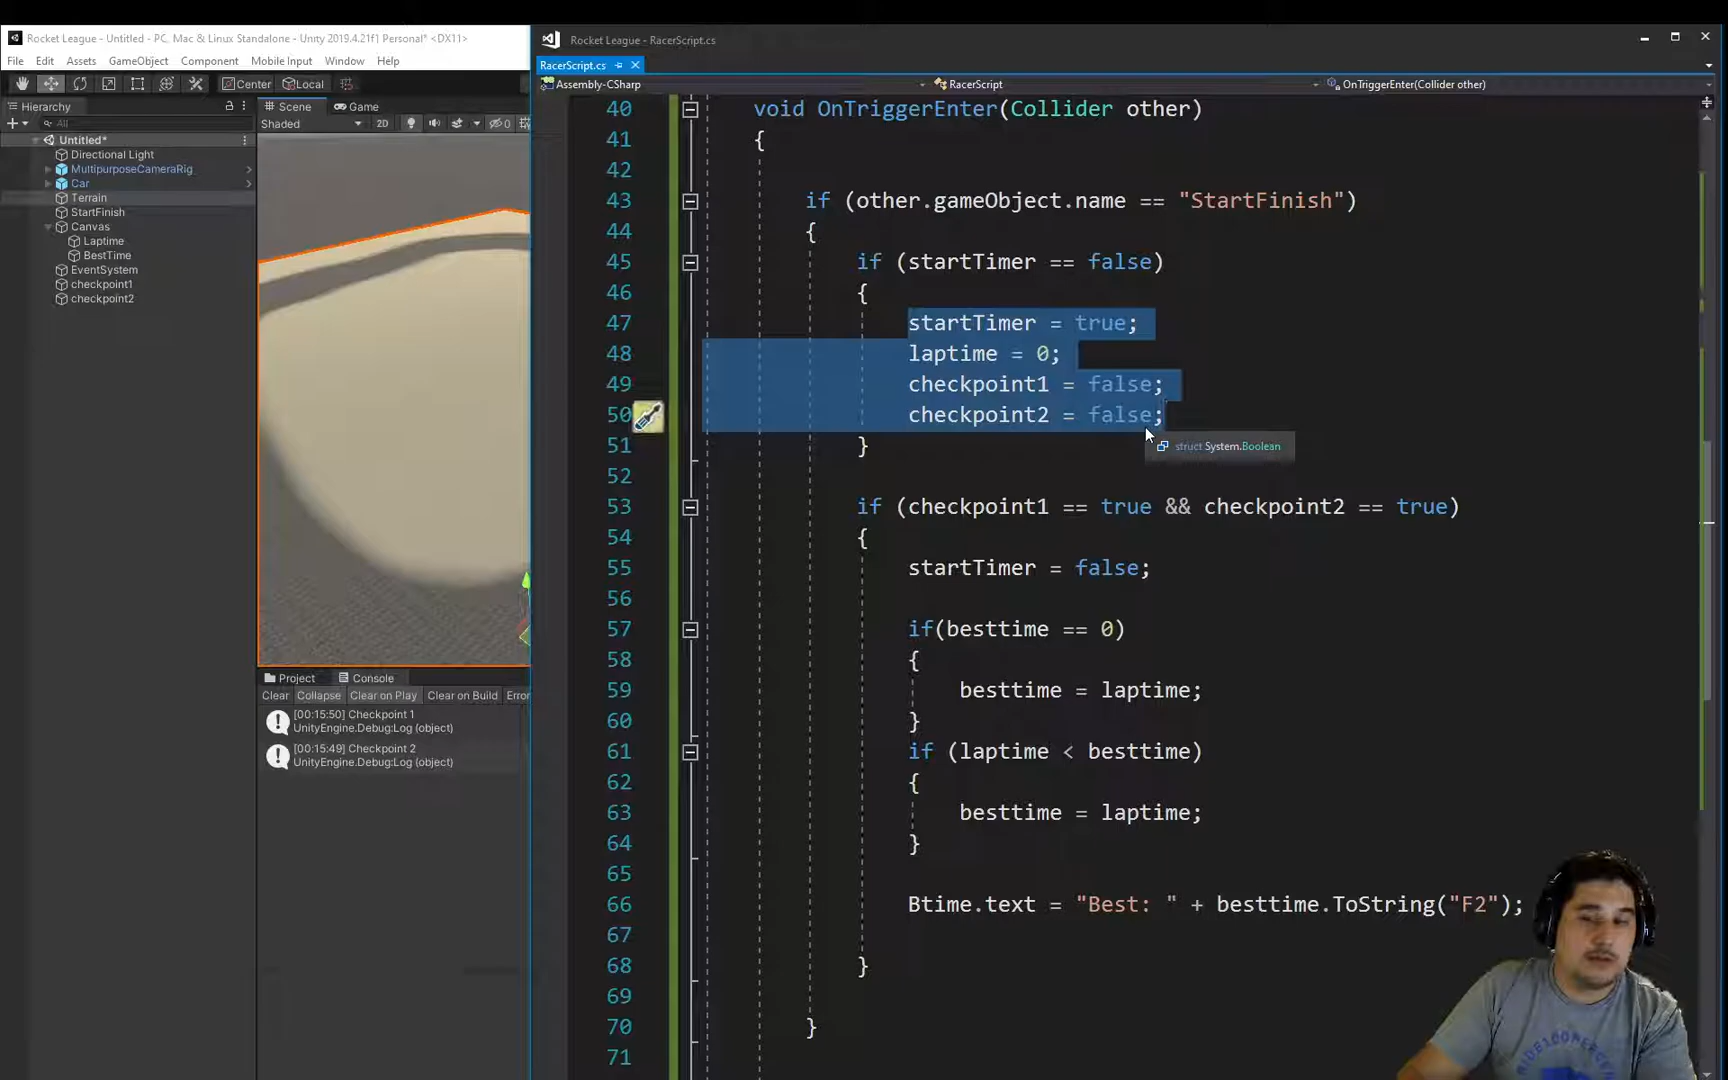 Rocket League - Untitled - PC, Mac & Linux Standalone - Unity 2019.4.21f1 Personal* <DX11>
File Edit Assets GameObject Component Mobile Input Window Help
Center Local
Hierarchy
All
Untitled*
Directional Light
MultipurposeCameraRig
Car
Terrain
StartFinish
Canvas
Laptime
BestTime
EventSystem
checkpoint1
checkpoint2
Scene Game
Shaded 2D 0
Project Console
Clear Collapse Clear on Play Clear on Build Error
[00:15:50] Checkpoint 1
UnityEngine.Debug:Log (object)
[00:15:49] Checkpoint 2
UnityEngine.Debug:Log (object)
Rocket League - RacerScript.cs
RacerScript.cs
Assembly-CSharp RacerScript OnTriggerEnter(Collider other)
40 void OnTriggerEnter(Collider other)
41 {
42
43 if (other.gameObject.name == "StartFinish")
44 {
45 if (startTimer == false)
46 {
47 startTimer = true;
48 laptime = 0;
49 checkpoint1 = false;
50 checkpoint2 = false;
51 }
struct System.Boolean
52
53 if (checkpoint1 == true && checkpoint2 == true)
54 {
55 startTimer = false;
56
57 if(besttime == 0)
58 {
59 besttime = laptime;
60 }
61 if (laptime < besttime)
62 {
63 besttime = laptime;
64 }
65
66 Btime.text = "Best: " + besttime.ToString("F2");
67
68 }
69
70 }
71